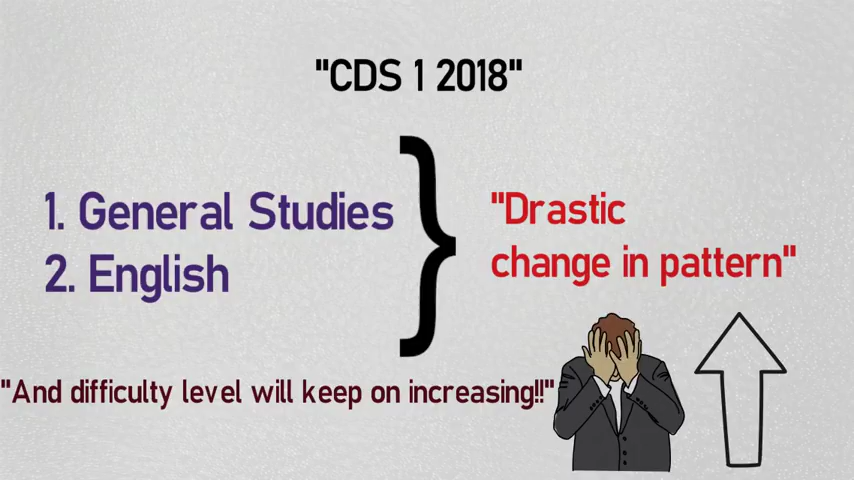 "CDS 1 2018"
1. General Studies
2. English
"Drastic
change in pattern"
"And difficulty level will keep on increasing!!"